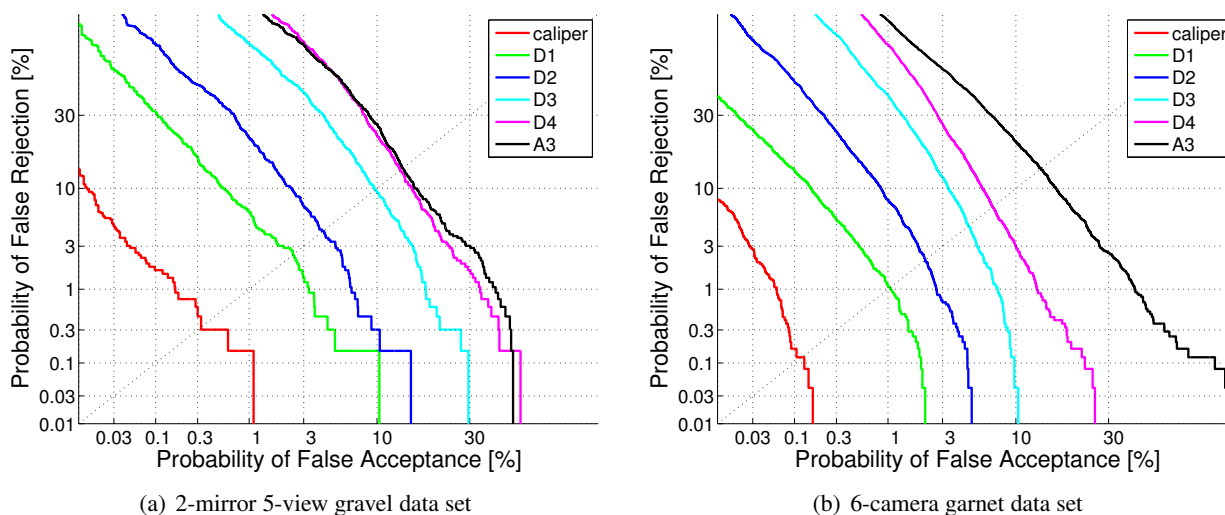 Probability of False Rejection [%]
30
10
3
1
0.3
0.1
0.03
0.01
caliper
D1
D2
D3
D4
A3
0.03 0.1 0.3 1 3 10 30
Probability of False Acceptance [%]
(a) 2-mirror 5-view gravel data set
Probability of False Rejection [%]
30
10
3
1
0.3
0.1
0.03
0.01
caliper
D1
D2
D3
D4
A3
0.03 0.1 0.3 1 3 10 30
Probability of False Acceptance [%]
(b) 6-camera garnet data set